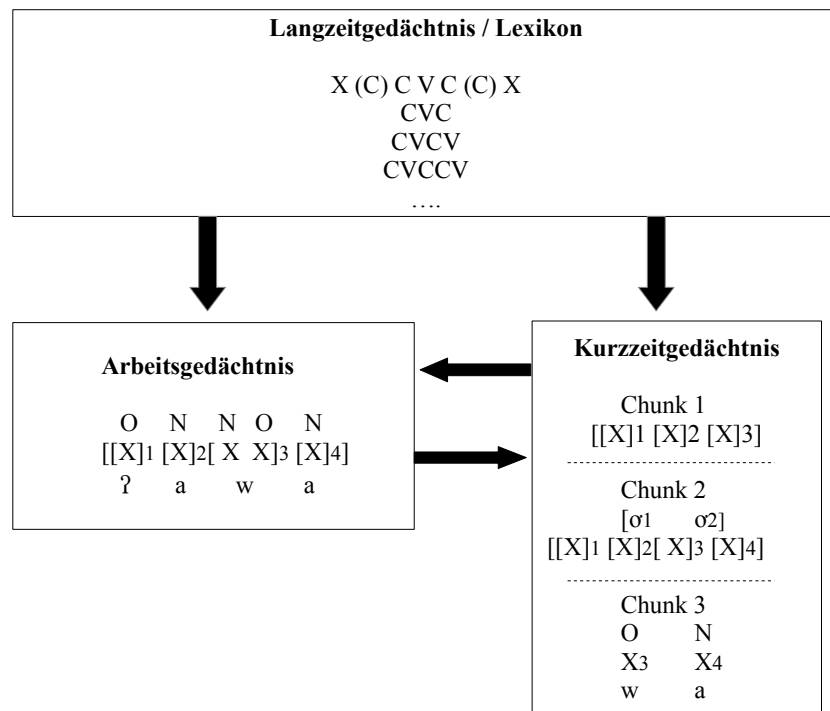 Langzeitgedächtnis / Lexikon
X (C) C V C (C) X
CVC
CVCV
CVCCV
….
Arbeitsgedächtnis
O N N O N
[[X]1 [X]2[ X X]3 [X]4]
ʔ a w a
Kurzzeitgedächtnis
Chunk 1
[[X]1 [X]2 [X]3]
Chunk 2
[σ1 σ2]
[[X]1 [X]2[ X]3 [X]4]
Chunk 3
O N
X3 X4
w a